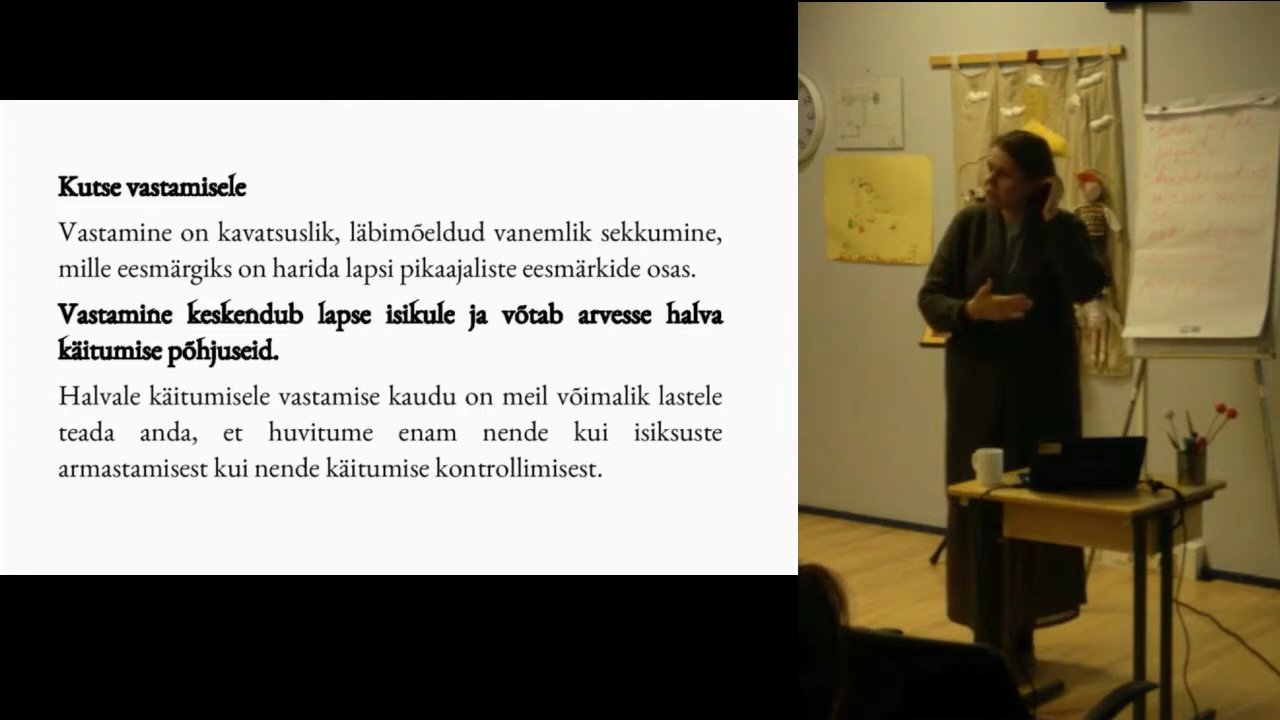 Kutse vastamisele
Vastamine on kavatsuslik, läbimõeldud vanemlik sekkumine,
mille eesmärgiks on harida lapsi pikaajaliste eesmärkide osas.
Vastamine keskendub lapse isikule ja võtab arvesse halva
käitumise põhjuseid.
Halvale käitumisele vastamise kaudu on meil võimalik lastele
teada anda, et huvitume enam nende kui isiksuste
armastamisest kui nende käitumise kontrollimisest.